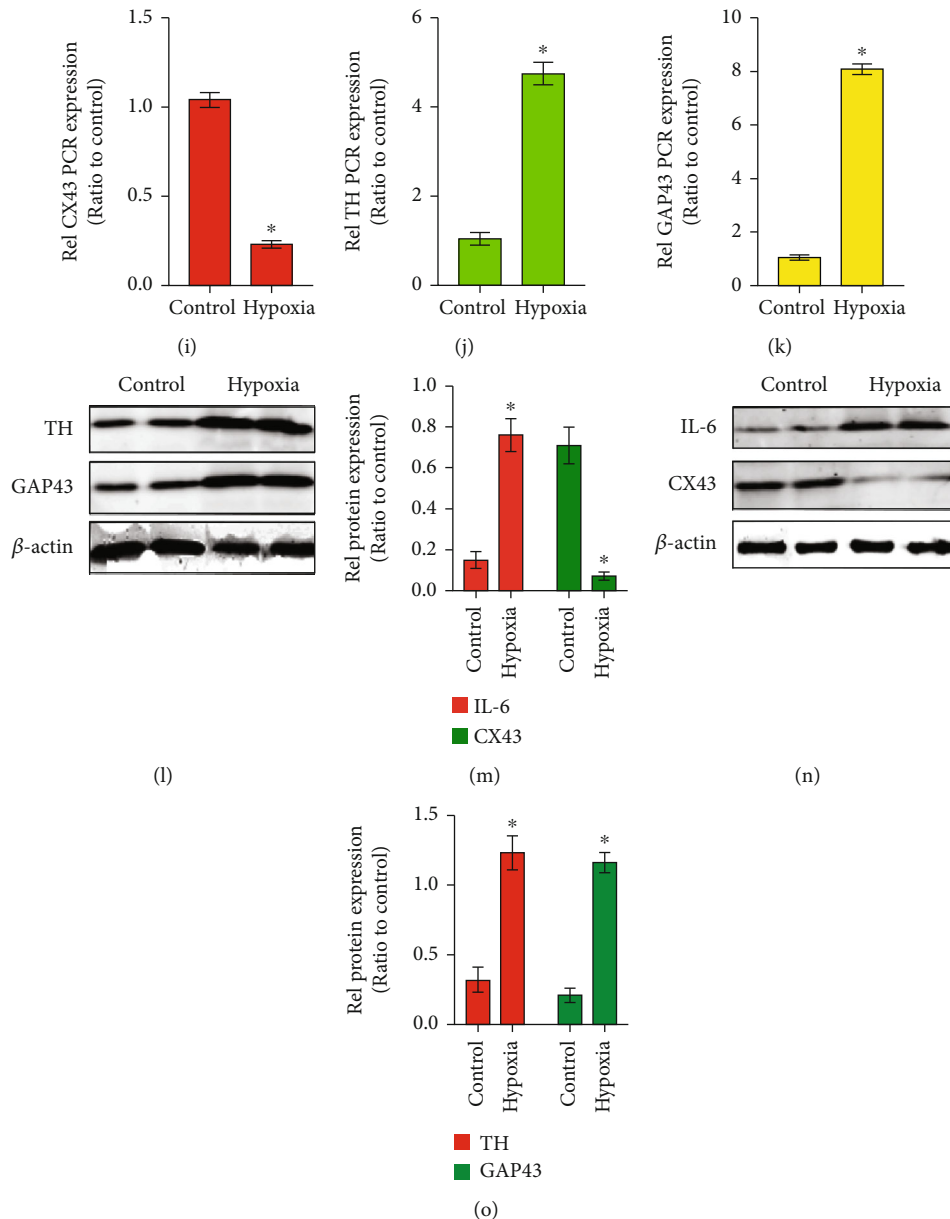 Rel CX43 PCR expression
(Ratio to control)
1.5
1.0
0.5
0.0
*
Control Hypoxia
(i)
Rel TH PCR expression
(Ratio to control)
6
4
2
0
*
Control Hypoxia
(j)
Rel GAP43 PCR expression
(Ratio to control)
10
8
6
4
2
0
*
Control Hypoxia
(k)
Control Hypoxia
TH
GAP43
β-actin
(l)
Rel protein expression
(Ratio to control)
1.0
0.8
0.6
0.4
0.2
0.0
*
*
Control
Hypoxia
Control
Hypoxia
IL-6
CX43
(m)
Control Hypoxia
IL-6
CX43
β-actin
(n)
Rel protein expression
(Ratio to control)
1.5
1.0
0.5
0.0
*
*
Control
Hypoxia
Control
Hypoxia
TH
GAP43
(o)